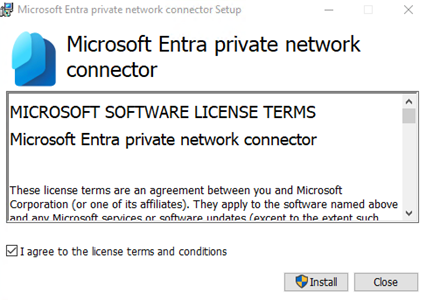 Microsoft Entra private network connector Setup
Microsoft Entra private network
connector
MICROSOFT SOFTWARE LICENSE TERMS
Microsoft Entra private network connector
These license terms are an agreement between you and Microsoft
Corporation (or one of its affiliates). They apply to the software named above
and any Microsoft services or software updates (except to the extent such
I agree to the license terms and conditions
Install
Close